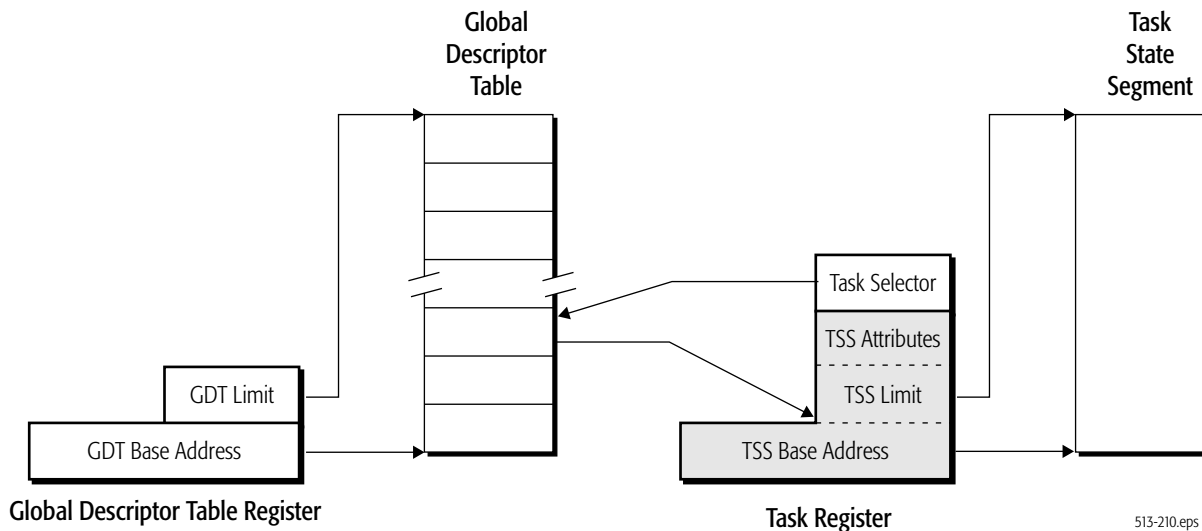 Global
Descriptor
Table
Task
State
Segment
Task Selector
TSS Attributes
GDT Limit
TSS Limit
GDT Base Address
TSS Base Address
Global Descriptor Table Register
Task Register
513-210.eps